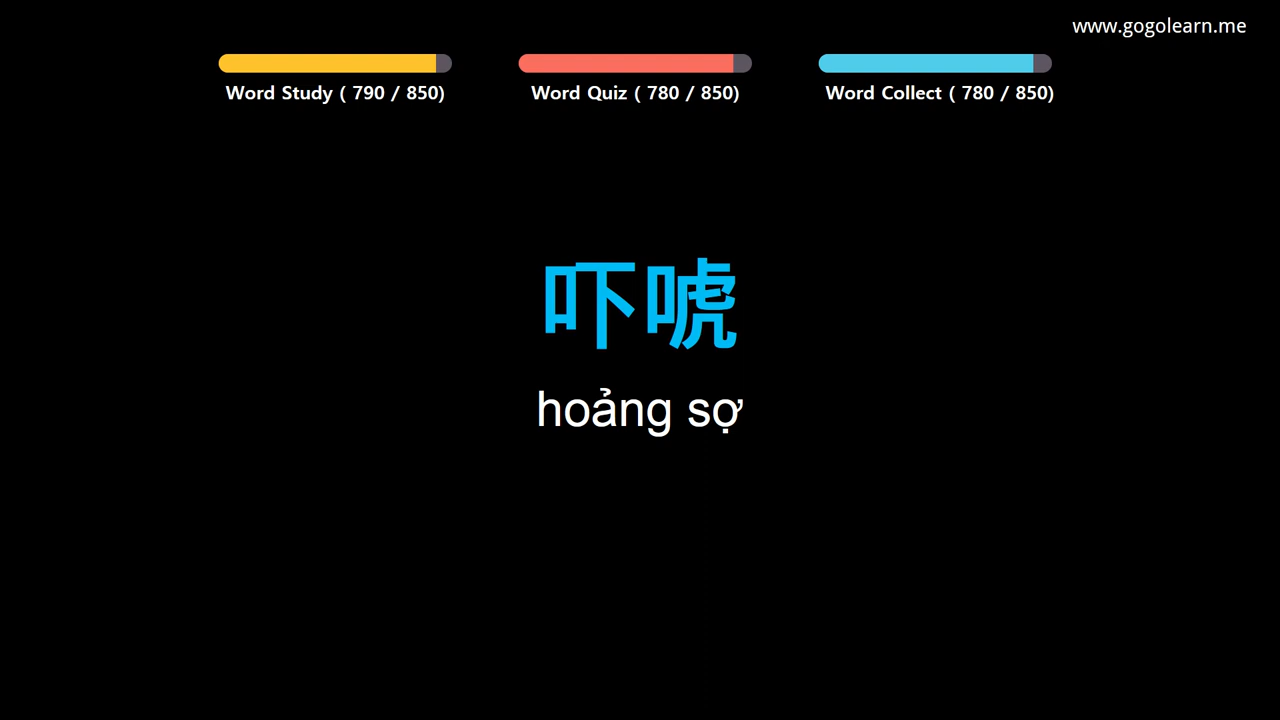 www.gogolearn.me
Word Study ( 790 / 850)
Word Quiz ( 780 / 850)
Word Collect ( 780 / 850)
吓唬
hoảng sợ